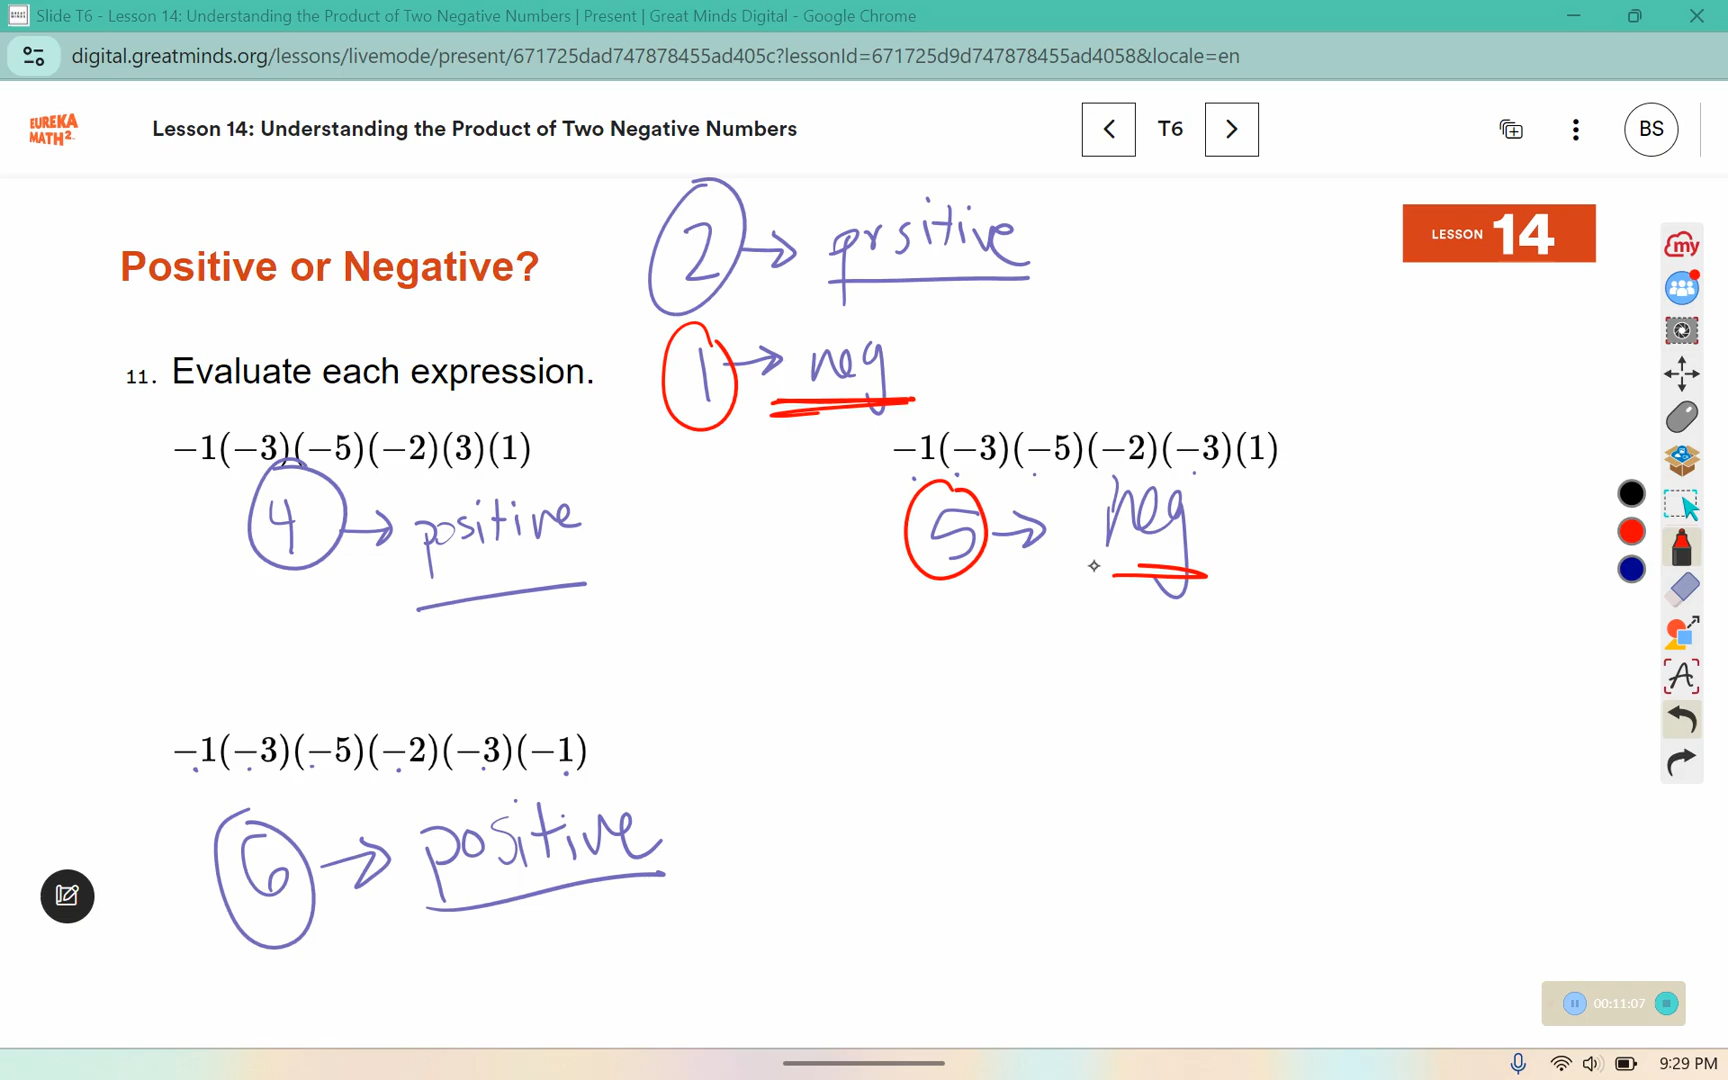 Slide T6 - Lesson 14: Understanding the Product of Two Negative Numbers | Present | Great Minds Digital - Google Chrome
digital.greatminds.org/lessons/livemode/present/671725dad747878455ad405c?lessonId=671725d9d747878455ad4058&locale=en
EUREKA MATH²
Lesson 14: Understanding the Product of Two Negative Numbers
T6
BS
2 → prsitive
LESSON 14
my
Positive or Negative?
1 → neg
11. Evaluate each expression.
−1(−3)(−5)(−2)(3)(1)
−1(−3)(−5)(−2)(−3)(1)
4 → positive
5 → neg
A
−1(−3)(−5)(−2)(−3)(−1)
6 → positive
00:11:07
9:29 PM